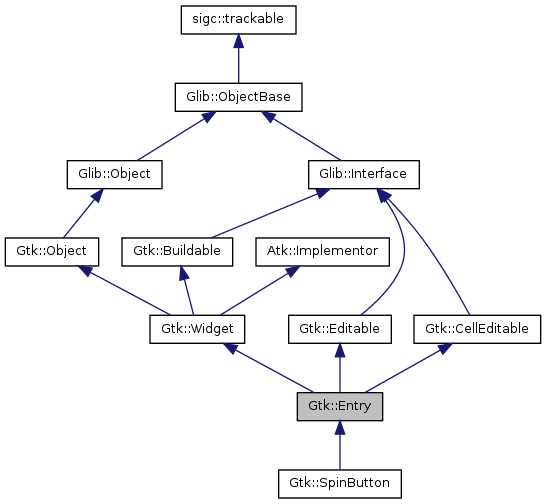 sigc::trackable
Glib::ObjectBase
Glib::Object
Glib::Interface
Gtk::Object
Gtk::Buildable
Atk::Implementor
Gtk::Widget
Gtk::Editable
Gtk::CellEditable
Gtk::Entry
Gtk::SpinButton